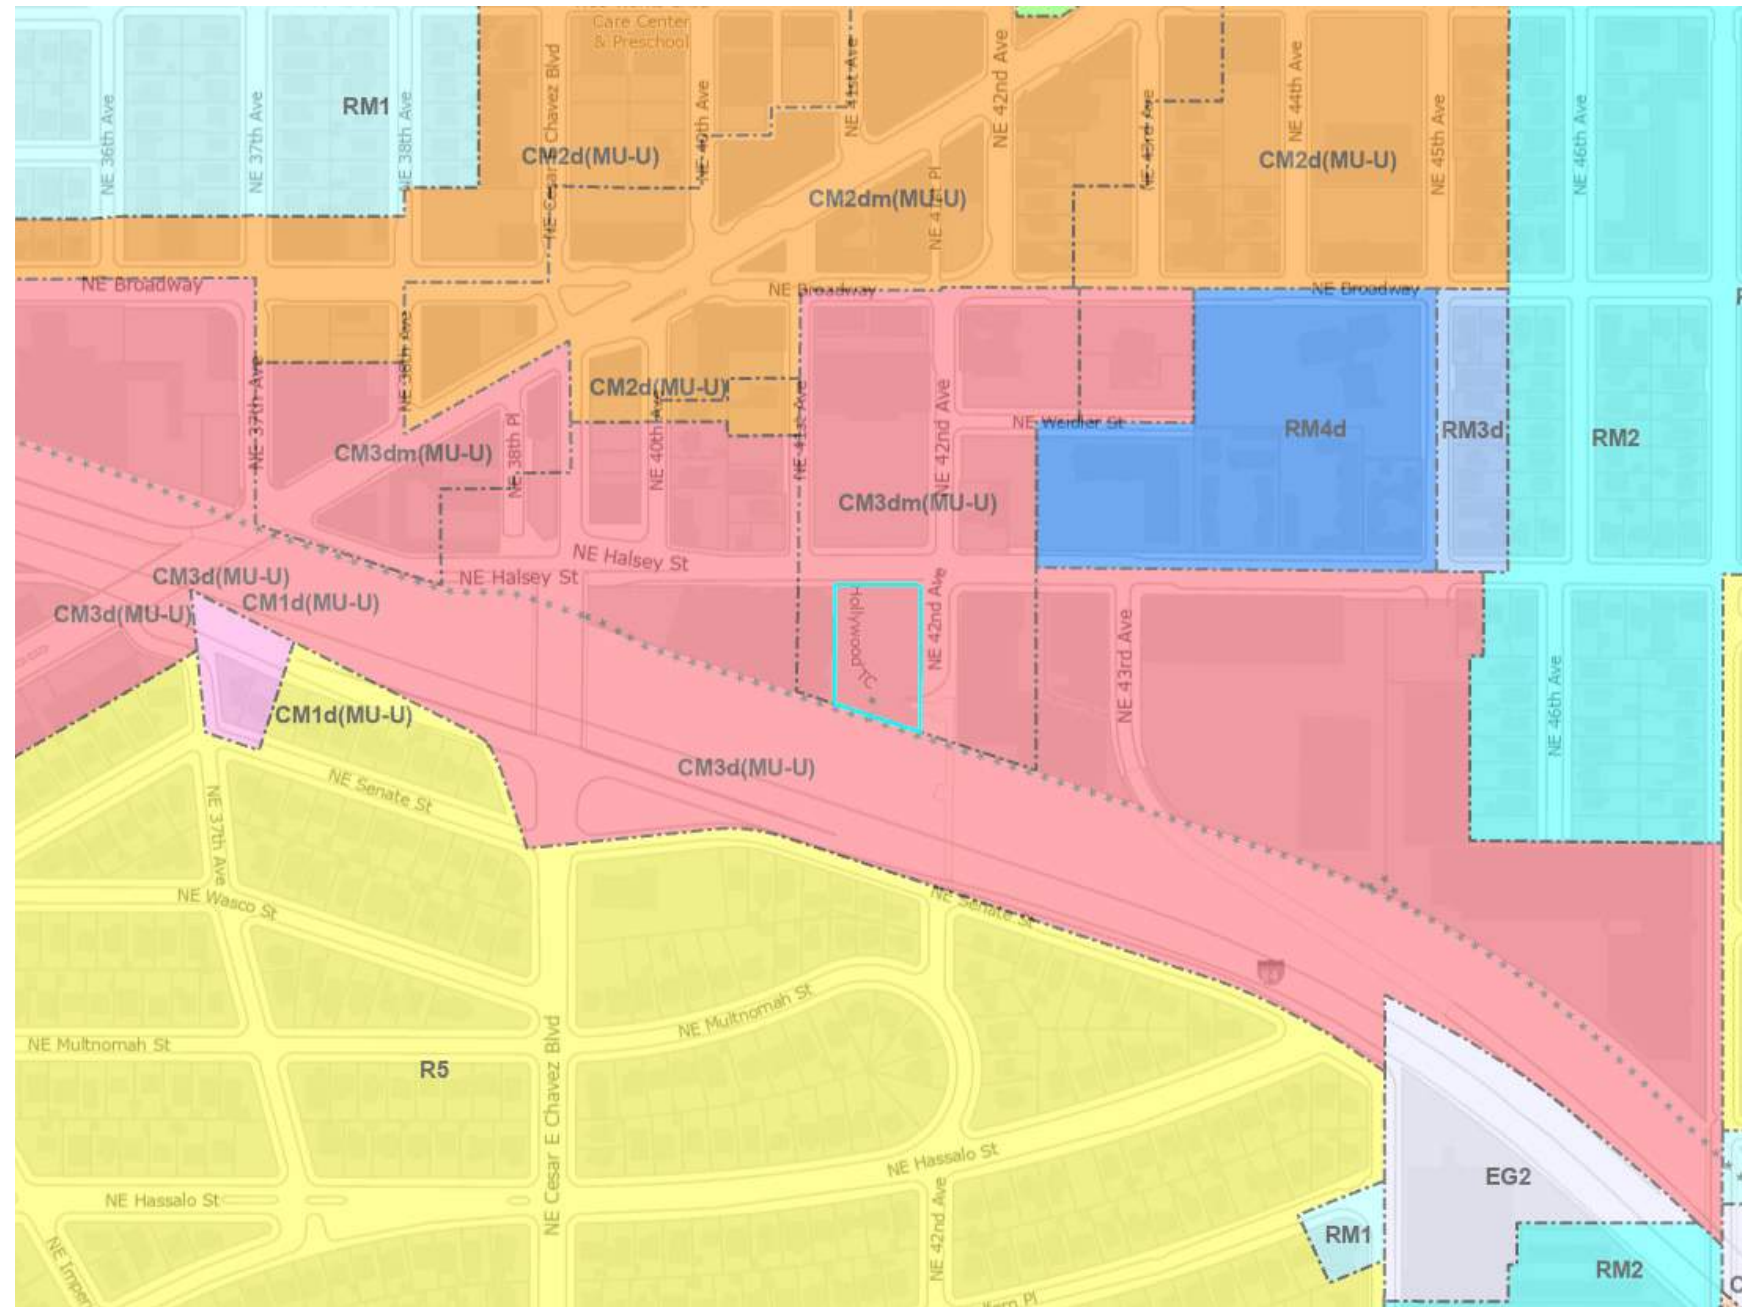 Care Center
& Preschool
RM1
NE 36th Ave
NE 37th Ave
NE 38th Ave
NE Cesar E Chavez Blvd
NE 40th Ave
NE 41st Ave
NE 42nd Ave
NE 43rd Ave
NE 44th Ave
NE 45th Ave
NE 46th Ave
CM2d(MU-U)
CM2dm(MU-U)
NE 41st Pl
CM2d(MU-U)
NE Broadway
NE Broadway
NE Broadway
NE 37th Ave
NE 38th Ave
CM2d(MU-U)
NE 38th Pl
NE 40th Ave
NE 41st Ave
NE 42nd Ave
NE Weidler St
CM3dm(MU-U)
CM3dm(MU-U)
RM4d
RM3d
RM2
NE Halsey St
NE Halsey St
CM3d(MU-U)
CM1d(MU-U)
CM3d(MU-U)
Hollywood TC
NE 42nd Ave
NE 43rd Ave
NE 46th Ave
CM1d(MU-U)
CM3d(MU-U)
NE Senate St
NE 37th Ave
NE Wasco St
NE Senate St
NE Multnomah St
NE Multnomah St
R5
NE Cesar E Chavez Blvd
NE Hassalo St
NE Hassalo St
NE 42nd Ave
EG2
RM1
RM2